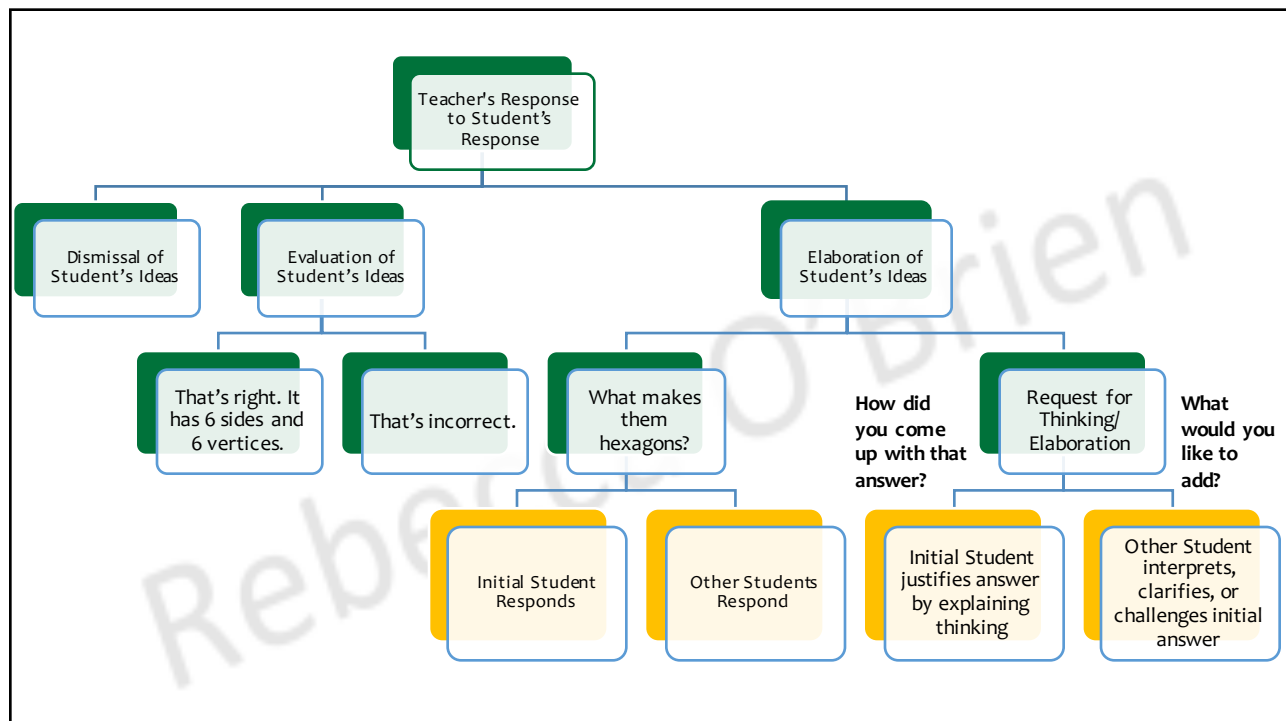 Teacher's Response
to Student's
Response
Dismissal of
Student's Ideas
Evaluation of
Student's Ideas
Elaboration of
Student's Ideas
That's right. It
has 6 sides and
6 vertices.
That's incorrect.
What makes
them
hexagons?
How did
you come
up with that
answer?
Request for
Thinking/
Elaboration
What
would you
like to
add?
Initial Student
Responds
Other Students
Respond
Initial Student
justifies answer
by explaining
thinking
Other Student
interprets,
clarifies, or
challenges initial
answer
Rebecca O'Brien